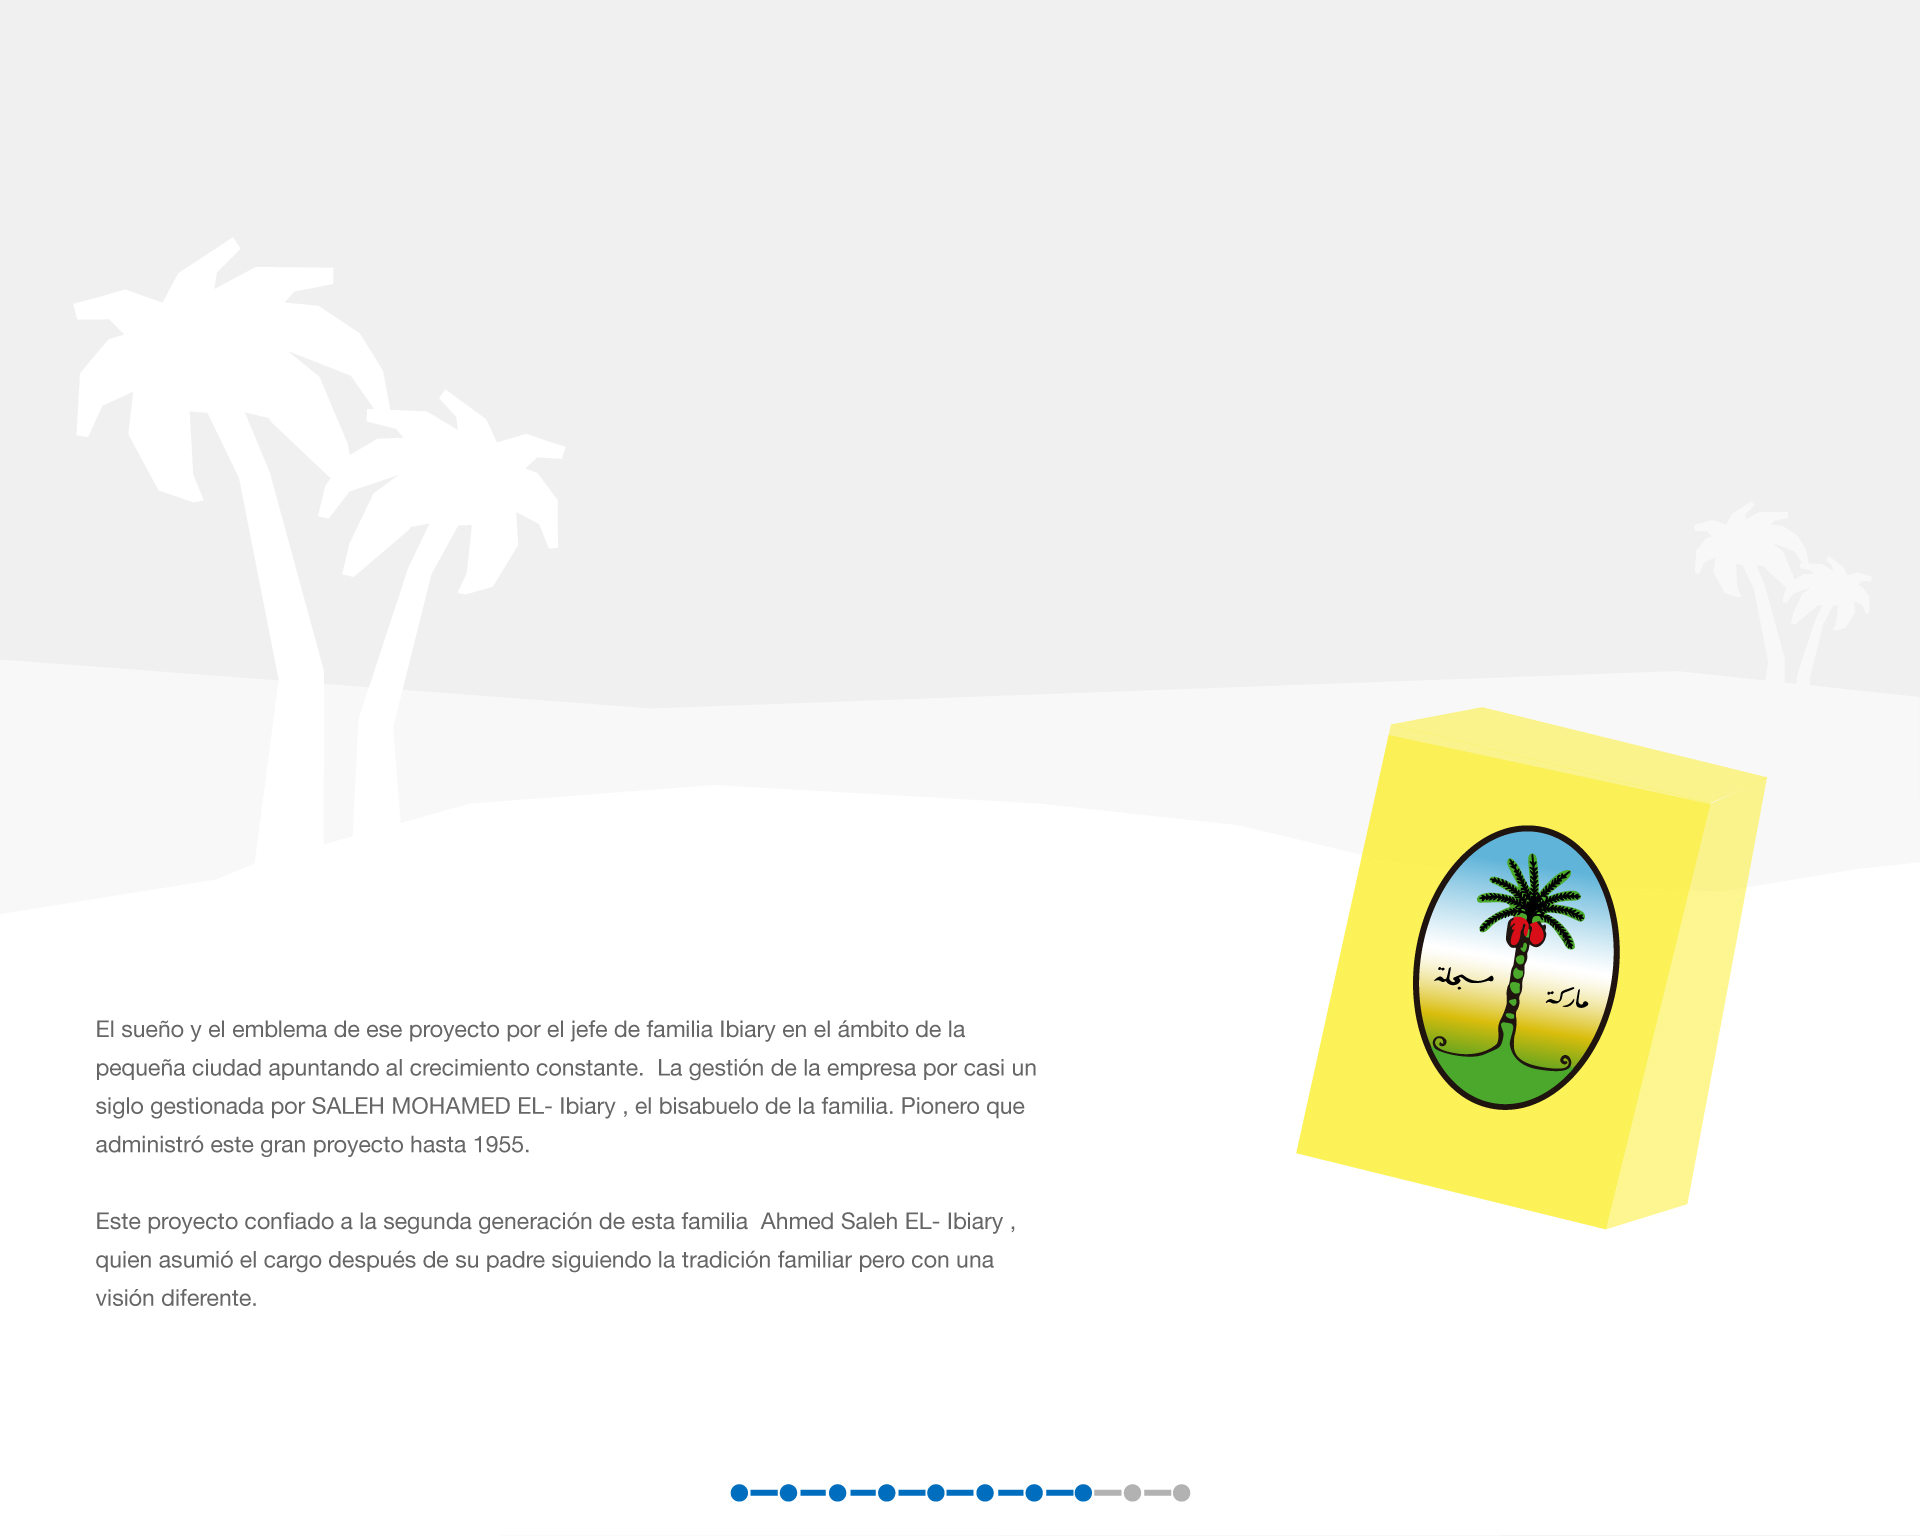 مسجلة
ماركة
El sueño y el emblema de ese proyecto por el jefe de familia Ibiary en el ámbito de la
pequeña ciudad apuntando al crecimiento constante.  La gestión de la empresa por casi un
siglo gestionada por SALEH MOHAMED EL- Ibiary , el bisabuelo de la familia. Pionero que
administró este gran proyecto hasta 1955.
Este proyecto confiado a la segunda generación de esta familia  Ahmed Saleh EL- Ibiary ,
quien asumió el cargo después de su padre siguiendo la tradición familiar pero con una
visión diferente.